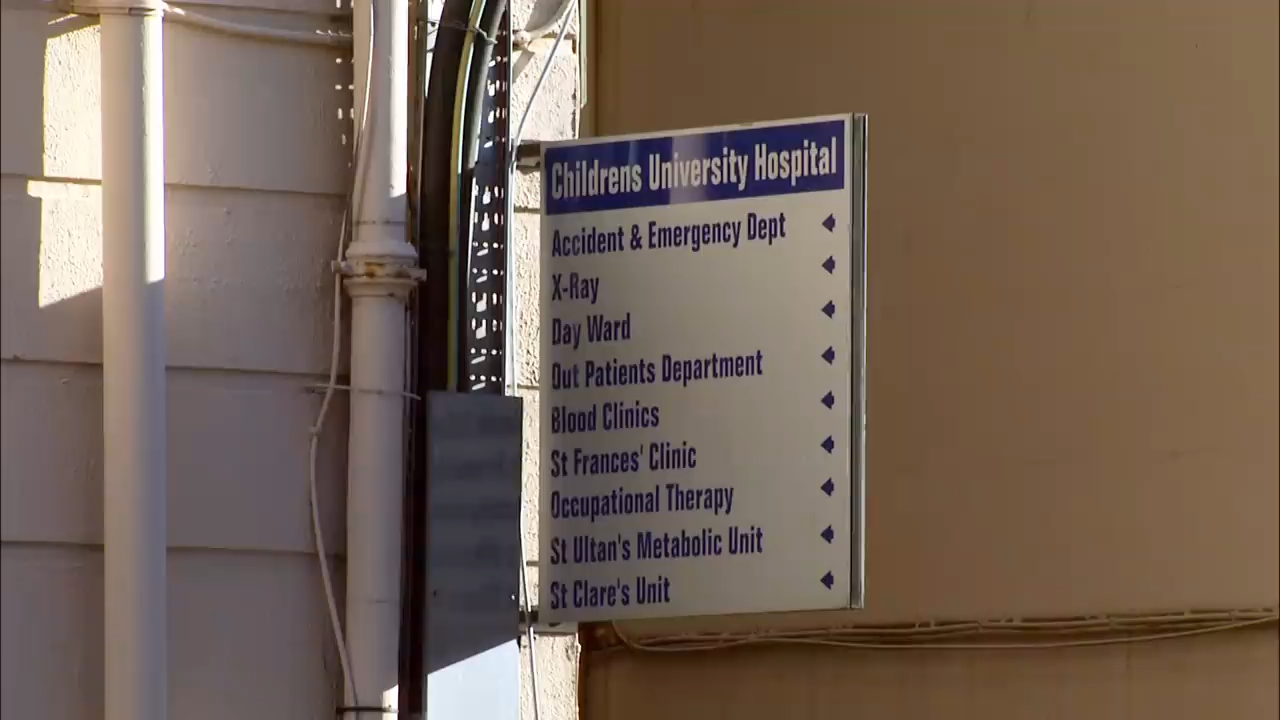 Childrens University Hospital
Accident & Emergency Dept
X-Ray
Day Ward
Out Patients Department
Blood Clinics
St Frances' Clinic
Occupational Therapy
St Ultan's Metabolic Unit
St Clare's Unit